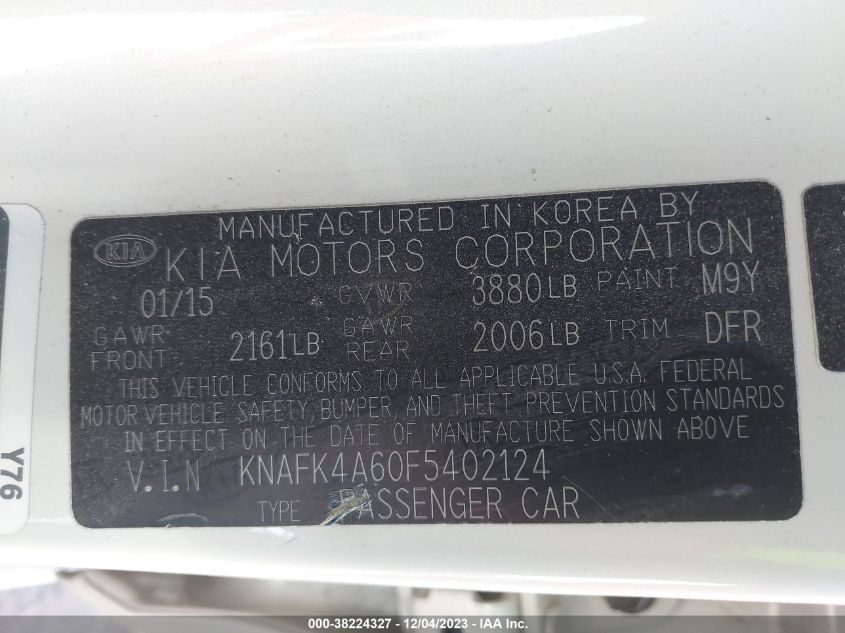 MANUFACTURED IN KOREA BY
KIA KIA MOTORS CORPORATION
01/15 GVWR 3880LB PAINT M9Y
GAWR FRONT 2161LB GAWR REAR 2006LB TRIM DFR
THIS VEHICLE CONFORMS TO ALL APPLICABLE U.S.A. FEDERAL
MOTOR VEHICLE SAFETY, BUMPER, AND THEFT PREVENTION STANDARDS
IN EFFECT ON THE DATE OF MANUFACTURE SHOWN ABOVE
V.I.N KNAFK4A60F5402124
TYPE PASSENGER CAR
Y76
000-38224327 - 12/04/2023 - IAA Inc.